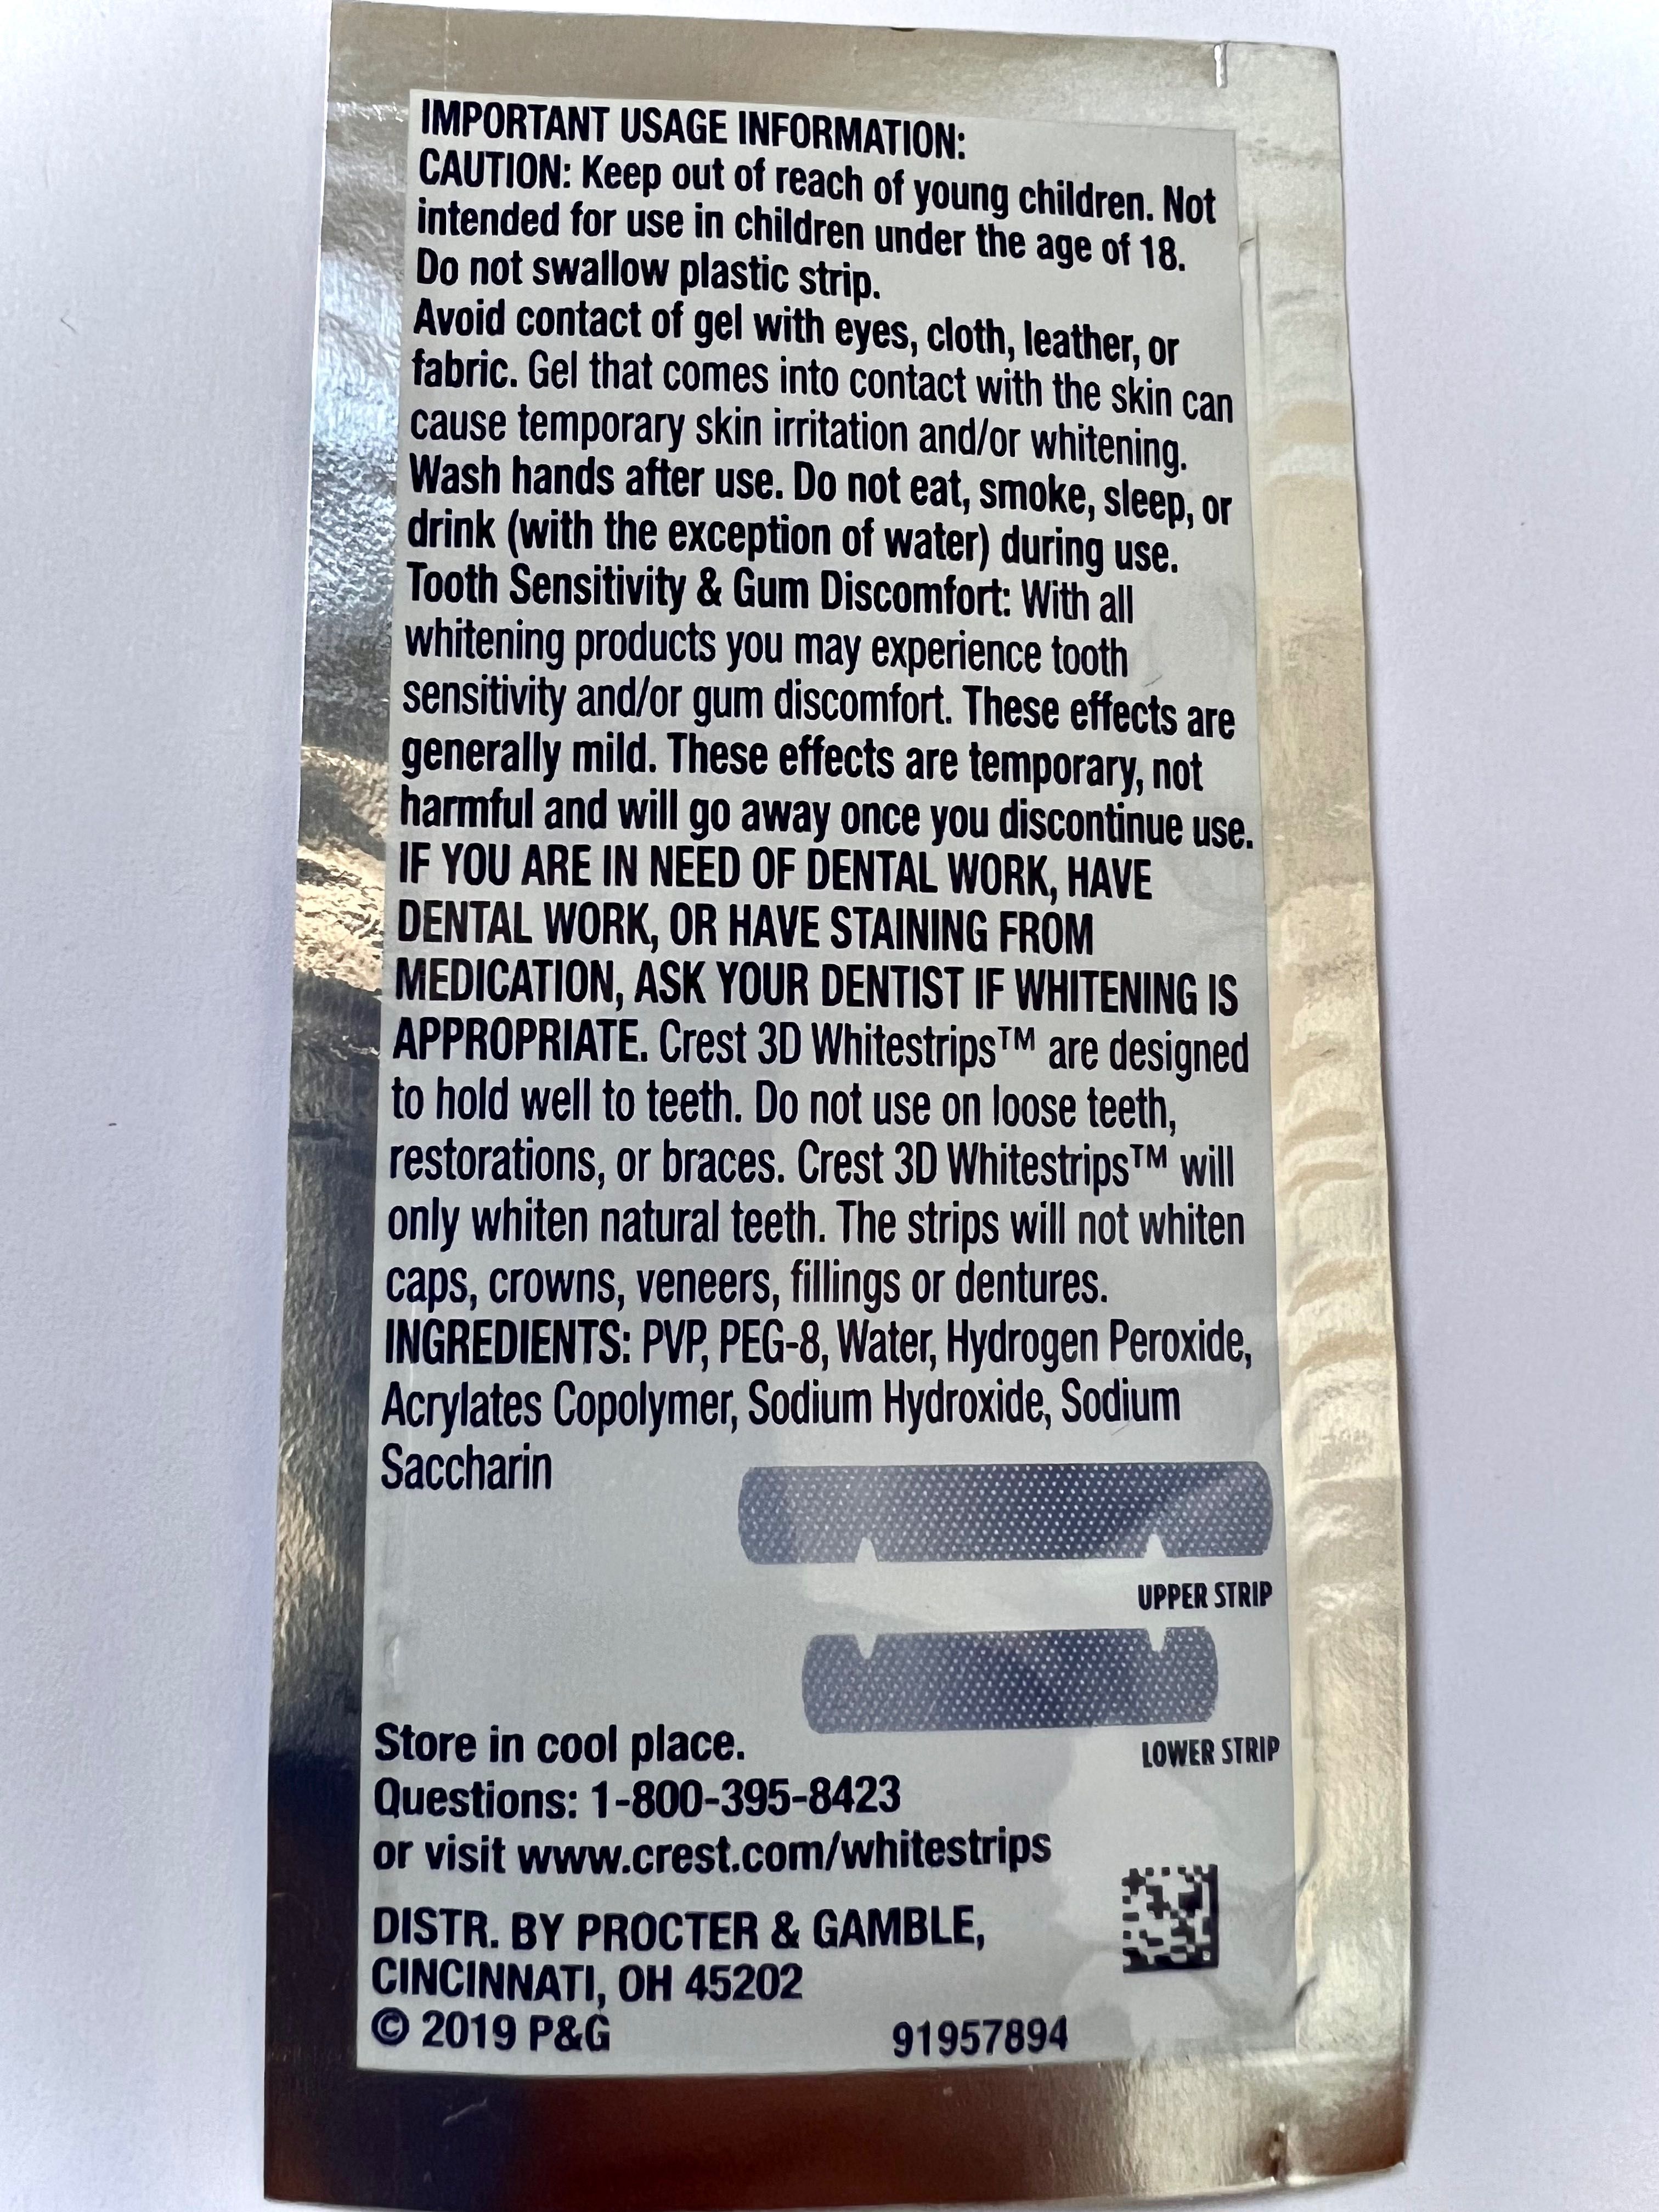 IMPORTANT USAGE INFORMATION:
CAUTION: Keep out of reach of young children. Not
intended for use in children under the age of 18.
Do not swallow plastic strip.
Avoid contact of gel with eyes, cloth, leather, or
fabric. Gel that comes into contact with the skin can
cause temporary skin irritation and/or whitening.
Wash hands after use. Do not eat, smoke, sleep, or
drink (with the exception of water) during use.
Tooth Sensitivity & Gum Discomfort: With all
whitening products you may experience tooth
sensitivity and/or gum discomfort. These effects are
generally mild. These effects are temporary, not
harmful and will go away once you discontinue use.
IF YOU ARE IN NEED OF DENTAL WORK, HAVE
DENTAL WORK, OR HAVE STAINING FROM
MEDICATION, ASK YOUR DENTIST IF WHITENING IS
APPROPRIATE. Crest 3D Whitestrips™ are designed
to hold well to teeth. Do not use on loose teeth,
restorations, or braces. Crest 3D Whitestrips™ will
only whiten natural teeth. The strips will not whiten
caps, crowns, veneers, fillings or dentures.
INGREDIENTS: PVP, PEG-8, Water, Hydrogen Peroxide,
Acrylates Copolymer, Sodium Hydroxide, Sodium
Saccharin
UPPER STRIP
LOWER STRIP
Store in cool place.
Questions: 1-800-395-8423
or visit www.crest.com/whitestrips
DISTR. BY PROCTER & GAMBLE,
CINCINNATI, OH 45202
© 2019 P&G 91957894